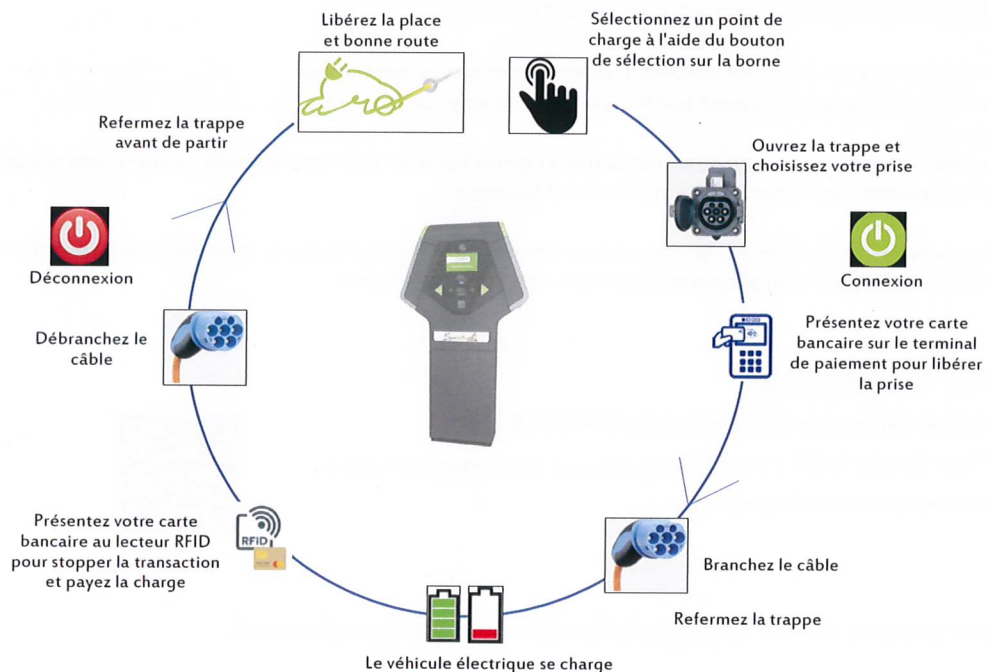 Sélectionnez un point de
charge à l'aide du bouton
de sélection sur la borne
Ouvrez la trappe et
choisissez votre prise
Connexion
Présentez votre carte
bancaire sur le terminal
de paiement pour libérer
la prise
Branchez le câble
Refermez la trappe
Le véhicule électrique se charge
RFID
Présentez votre carte
bancaire au lecteur RFID
pour stopper la transaction
et payez la charge
Débranchez le
câble
Déconnexion
Refermez la trappe
avant de partir
Libérez la place
et bonne route